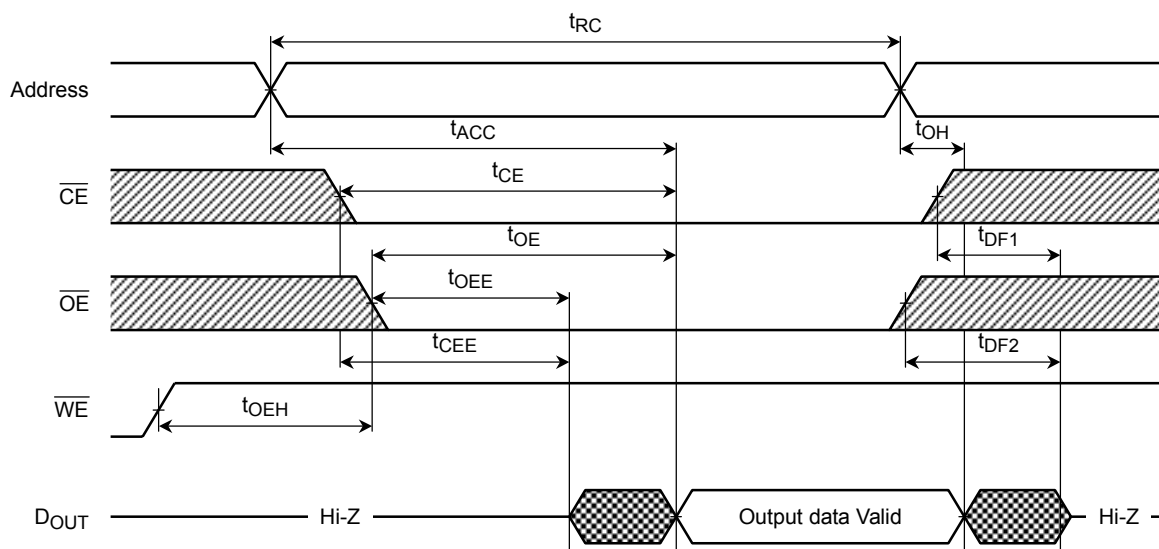 tRC
Address
tACC
tOH
CE
tCE
tOE
tDF1
OE
tOEE
tCEE
tDF2
WE
tOEH
DOUT
Hi-Z
Output data Valid
Hi-Z